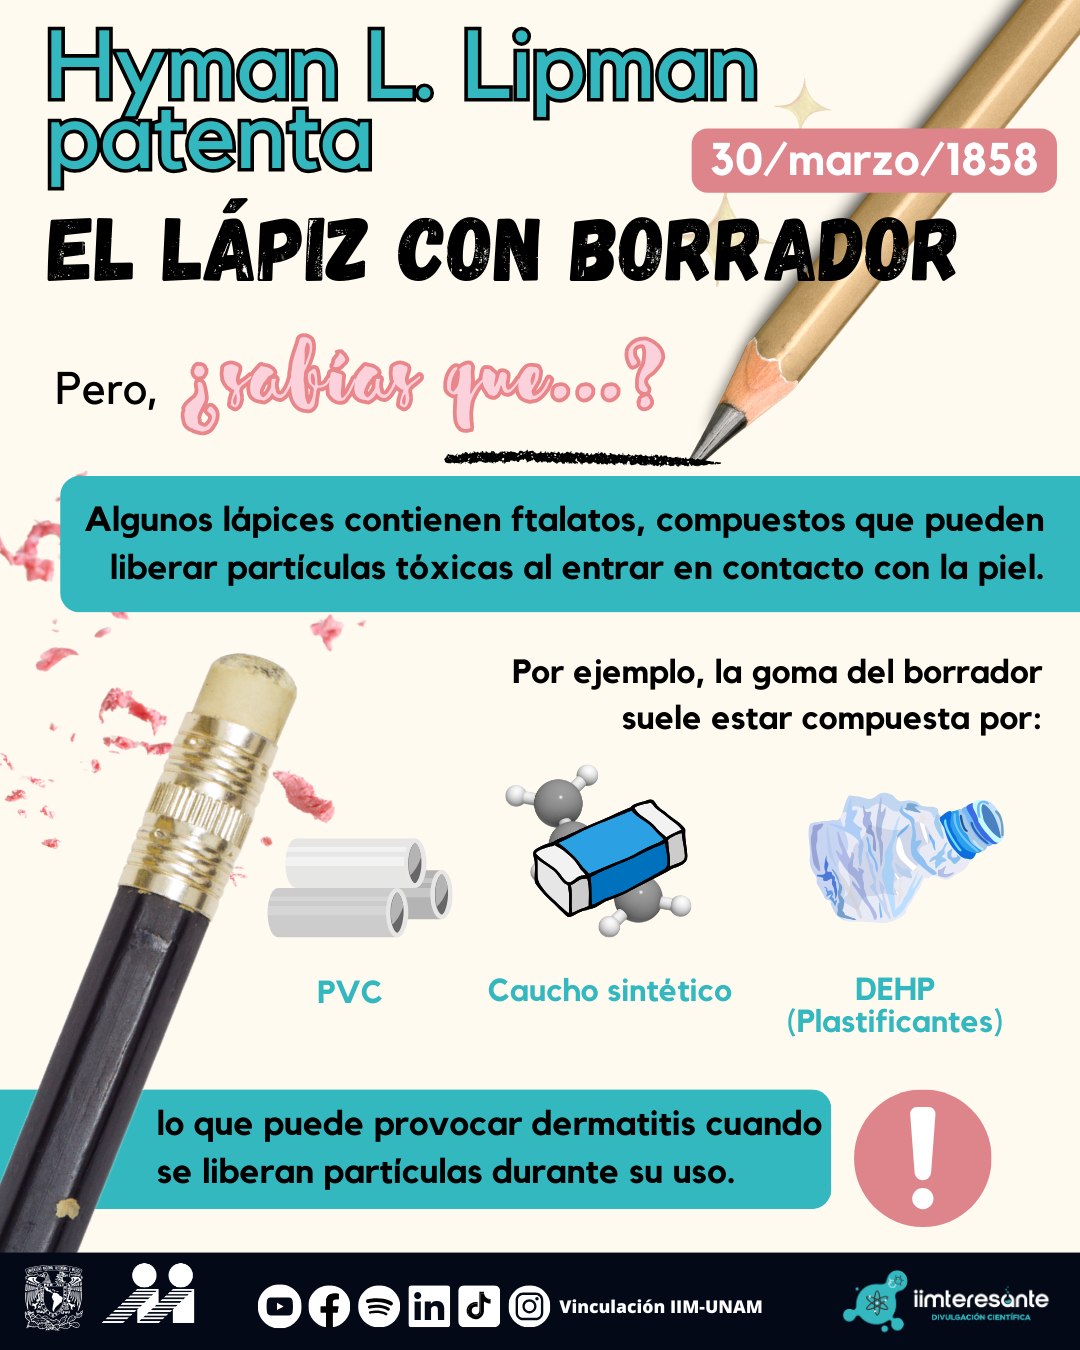 Hyman L. Lipman
patenta
30/marzo/1858
EL LÁPIZ CON BORRADOR
Pero, ¿sabías que...?
Algunos lápices contienen ftalatos, compuestos que pueden
liberar partículas tóxicas al entrar en contacto con la piel.
Por ejemplo, la goma del borrador
suele estar compuesta por:
PVC
Caucho sintético
DEHP
(Plastificantes)
lo que puede provocar dermatitis cuando
se liberan partículas durante su uso.
Vinculación IIM-UNAM
iimteresante
DIVULGACIÓN CIENTÍFICA